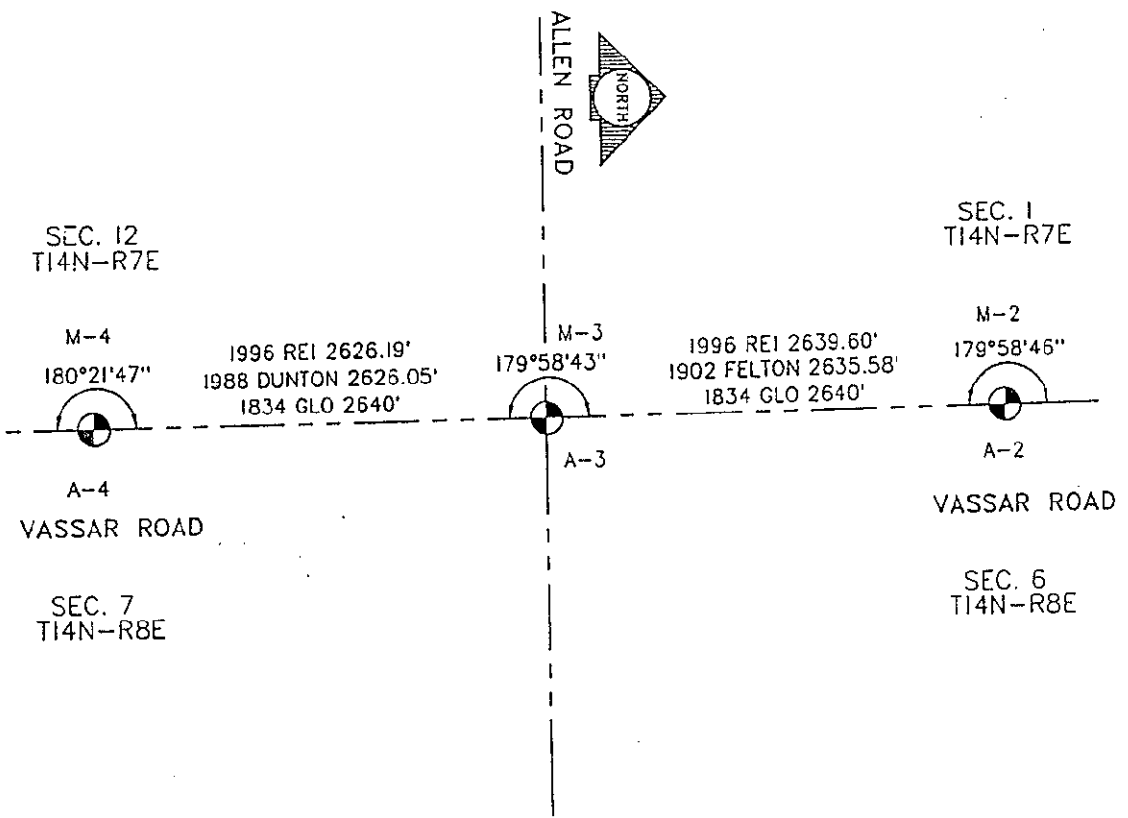 ALLEN ROAD
NORTH
SEC. 12
T14N-R7E
SEC. 1
T14N-R7E
M-4
180°21'47"
1996 REI 2626.19'
1988 DUNTON 2626.05'
1834 GLO 2640'
M-3
179°58'43"
1996 REI 2639.60'
1902 FELTON 2635.58'
1834 GLO 2640'
M-2
179°58'46"
A-4
A-3
A-2
VASSAR ROAD
VASSAR ROAD
SEC. 7
T14N-R8E
SEC. 6
T14N-R8E